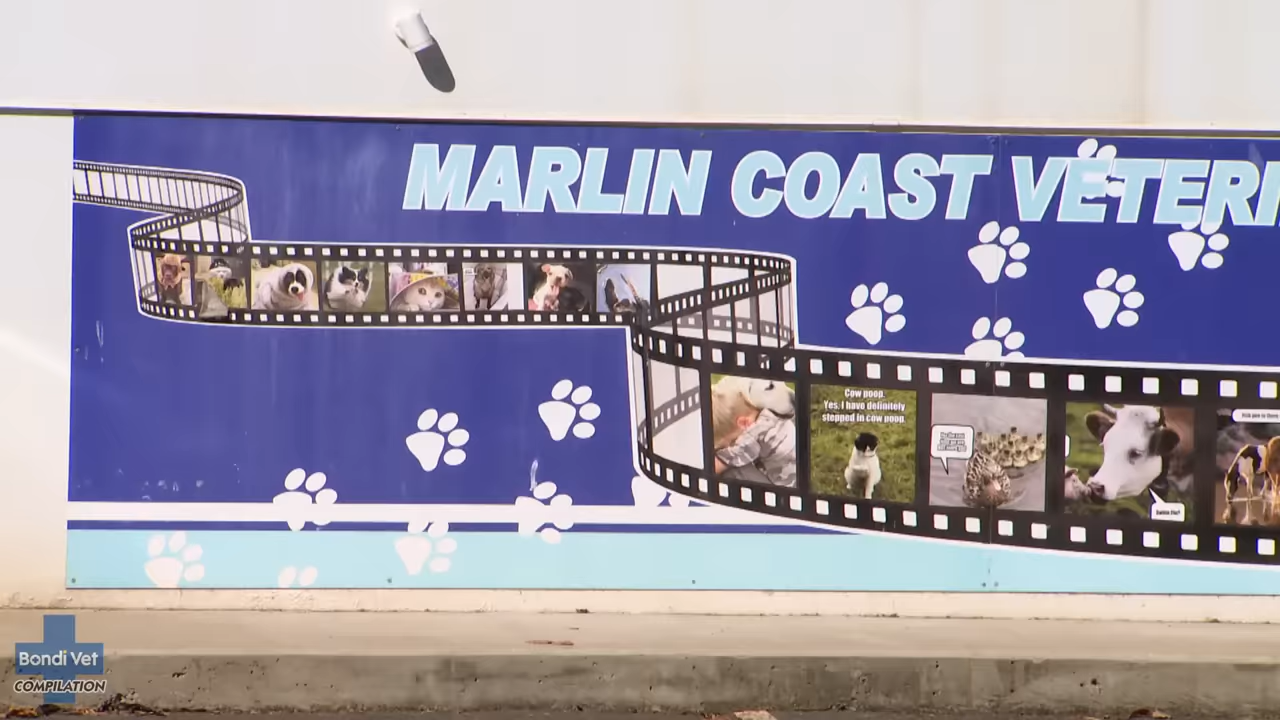 MARLIN COAST VETERI
Cow poop.
Yes, I have definitely
stepped in cow poop.
Bondi Vet
COMPILATION